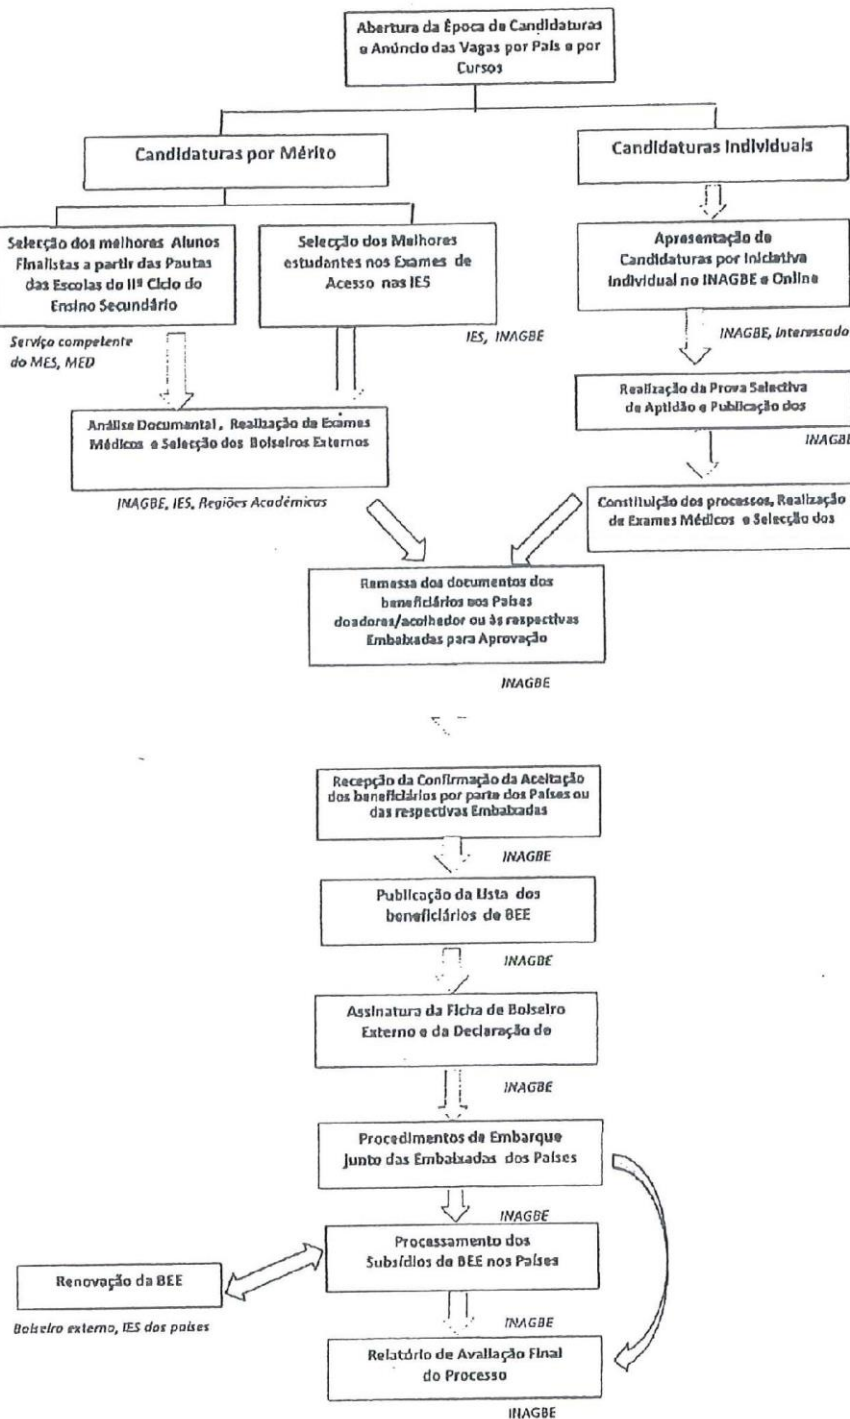 Abertura da Época de Candidaturas
e Anúncio das Vagas por País e por
Cursos
Candidaturas por Mérito
Candidaturas Individuais
Selecção dos melhores Alunos
Finalistas a partir das Pautas
das Escolas do IIº Ciclo do
Ensino Secundário
Selecção dos Melhores
estudantes nos Exames de
Acesso nas IES
Apresentação de
Candidaturas por Iniciativa
Individual no INAGBE e Online
Serviço competente
do MES, MED
IES, INAGBE
INAGBE, Interessado
Realização da Prova Selectiva
de Aptidão e Publicação dos
INAGBE
Análise Documental, Realização de Exames
Médicos e Selecção dos Bolseiros Externos
INAGBE, IES, Regiões Académicas
Constituição dos processos, Realização
de Exames Médicos e Selecção dos
Remessa dos documentos dos
beneficiários aos Países
doadores/acolhedor ou às respectivas
Embaixadas para Aprovação
INAGBE
Recepção da Confirmação da Aceitação
dos beneficiários por parte dos Países ou
das respectivas Embaixadas
INAGBE
Publicação da Lista dos
beneficiários de BEE
INAGBE
Assinatura da Ficha de Bolseiro
Externo e da Declaração de
INAGBE
Procedimentos de Embarque
junto das Embaixadas dos Países
INAGBE
Processamento dos
Subsídios da BEE nos Países
Renovação da BEE
Bolseiro externo, IES dos países
INAGBE
Relatório de Avaliação Final
do Processo
INAGBE